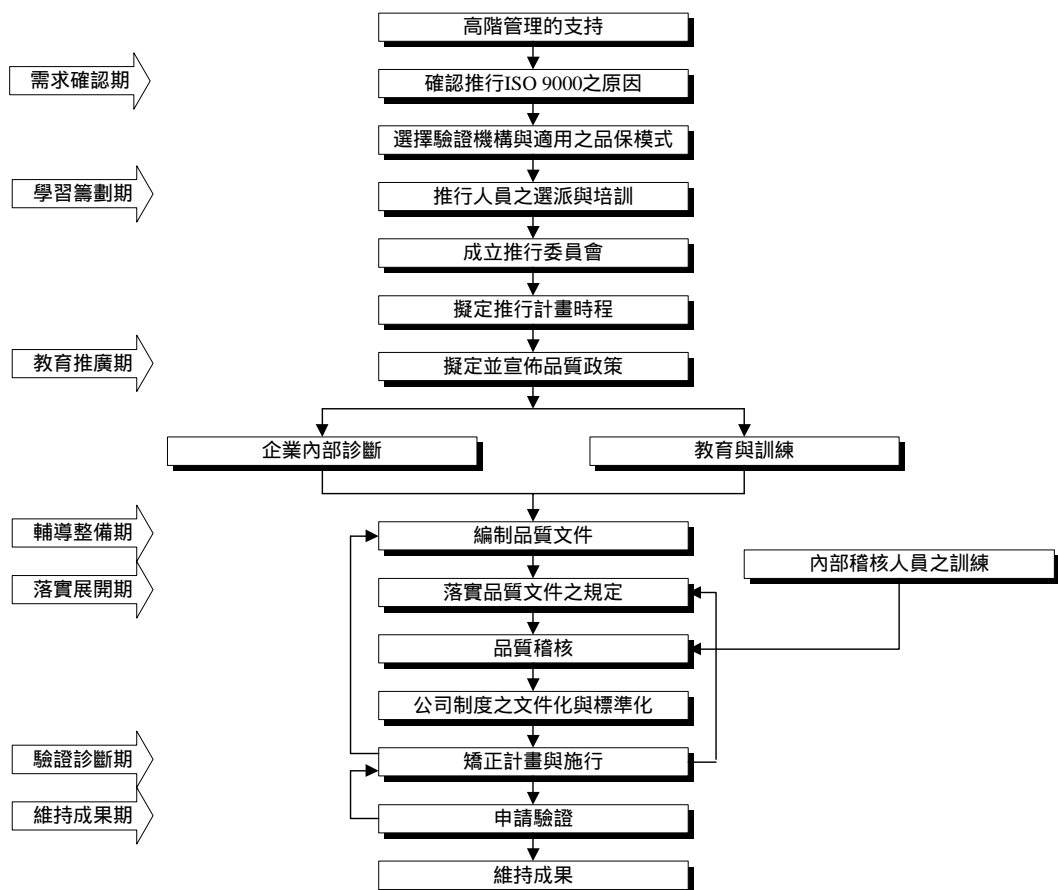 高階管理的支持
需求確認期
確認推行ISO 9000之原因
選擇驗證機構與適用之品保模式
學習籌劃期
推行人員之選派與培訓
成立推行委員會
擬定推行計畫時程
教育推廣期
擬定並宣佈品質政策
企業內部診斷
教育與訓練
輔導整備期
編制品質文件
內部稽核人員之訓練
落實展開期
落實品質文件之規定
品質稽核
公司制度之文件化與標準化
驗證診斷期
矯正計畫與施行
維持成果期
申請驗證
維持成果